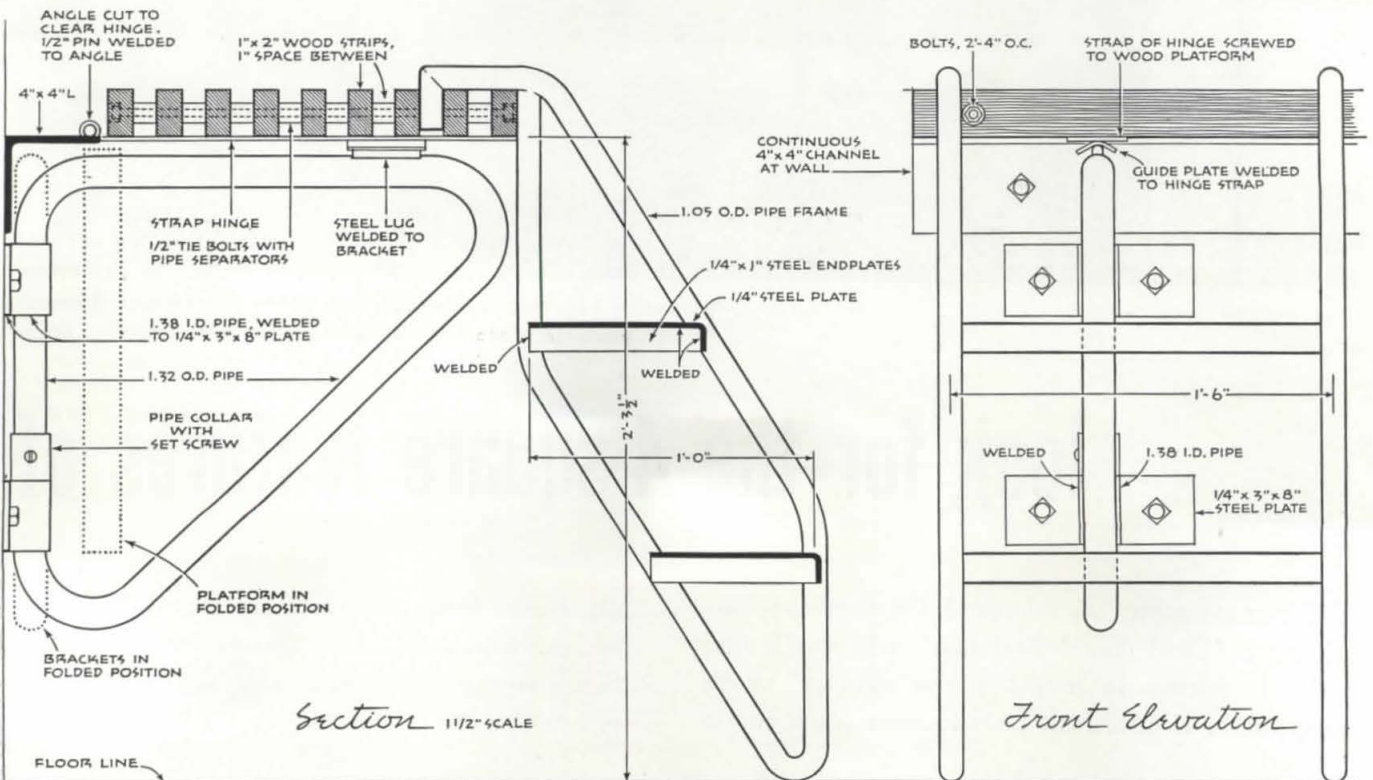 ANGLE CUT TO
CLEAR HINGE.
1/2" PIN WELDED
TO ANGLE
1"x 2" WOOD STRIPS,
1" SPACE BETWEEN
4"x 4"L
STRAP HINGE
1/2" TIE BOLTS WITH
PIPE SEPARATORS
STEEL LUG
WELDED TO
BRACKET
1.05 O.D. PIPE FRAME
1/4"x 1" STEEL ENDPLATES
1/4" STEEL PLATE
1.38 I.D. PIPE, WELDED
TO 1/4"x 3"x 8" PLATE
WELDED
WELDED
1.32 O.D. PIPE
2'-3 1/2"
PIPE COLLAR
WITH
SET SCREW
1'-0"
PLATFORM IN
FOLDED POSITION
BRACKETS IN
FOLDED POSITION
Section 1 1/2" SCALE
FLOOR LINE
BOLTS, 2'-4" O.C.
STRAP OF HINGE SCREWED
TO WOOD PLATFORM
CONTINUOUS
4"x 4" CHANNEL
AT WALL
GUIDE PLATE WELDED
TO HINGE STRAP
1'-6"
WELDED
1.38 I.D. PIPE
1/4"x 3"x 8"
STEEL PLATE
Front Elevation